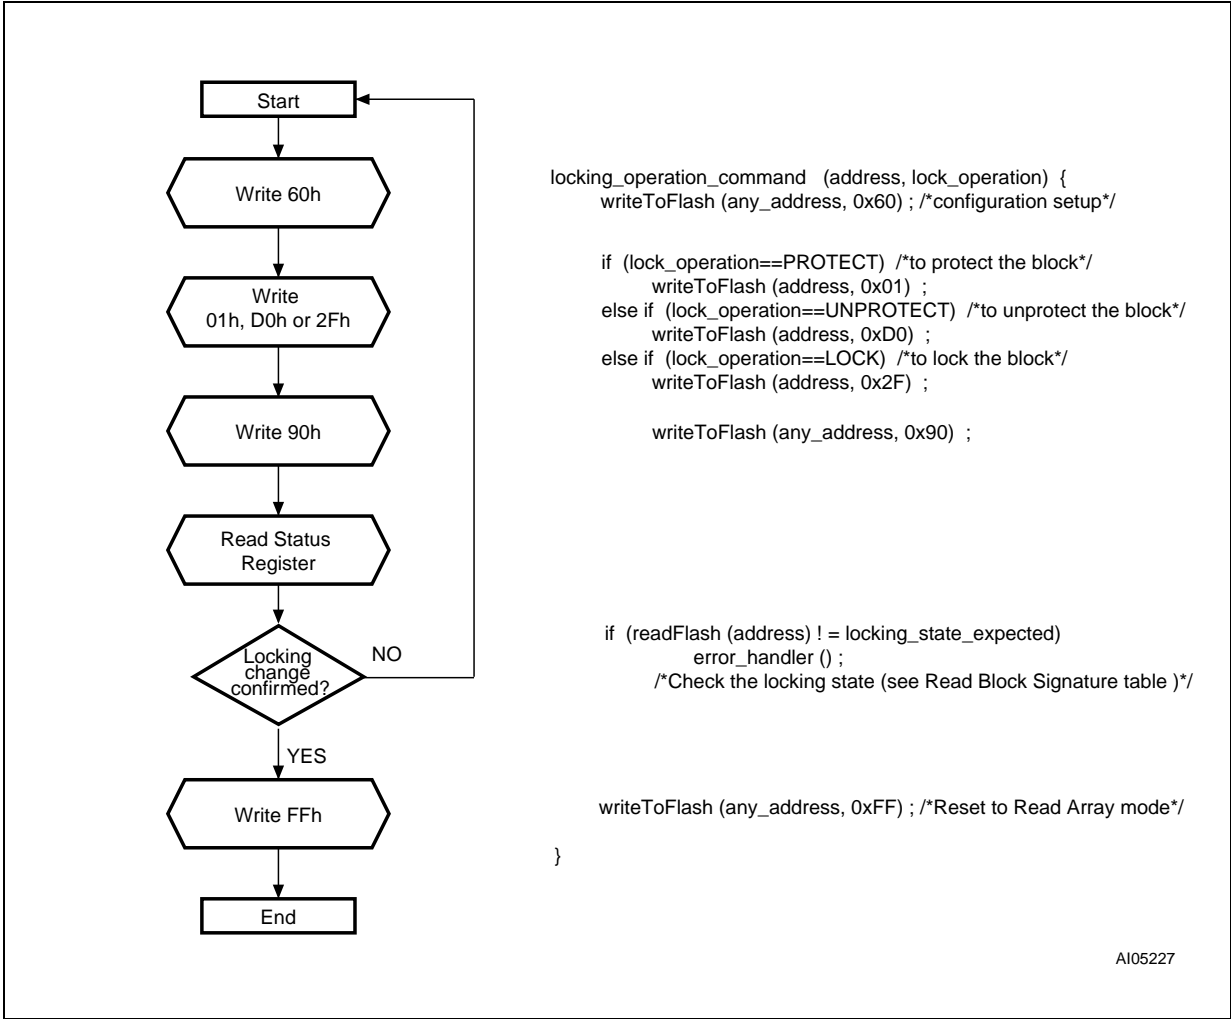 Start
Write 60h
Write
01h, D0h or 2Fh
Write 90h
Read Status
Register
Locking
change
confirmed?
NO
YES
Write FFh
End
locking_operation_command (address, lock_operation) {
writeToFlash (any_address, 0x60) ; /*configuration setup*/
if (lock_operation==PROTECT) /*to protect the block*/
writeToFlash (address, 0x01) ;
else if (lock_operation==UNPROTECT) /*to unprotect the block*/
writeToFlash (address, 0xD0) ;
else if (lock_operation==LOCK) /*to lock the block*/
writeToFlash (address, 0x2F) ;
writeToFlash (any_address, 0x90) ;
if (readFlash (address) ! = locking_state_expected)
error_handler () ;
/*Check the locking state (see Read Block Signature table )*/
writeToFlash (any_address, 0xFF) ; /*Reset to Read Array mode*/
}
AI05227